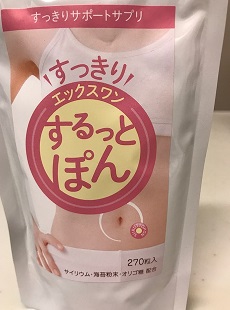 すっきりサポートサプリ
すっきり
エックスワン
するっと
ぽん
270粒入
サイリウム・海苔粉末・オリゴ糖 配合